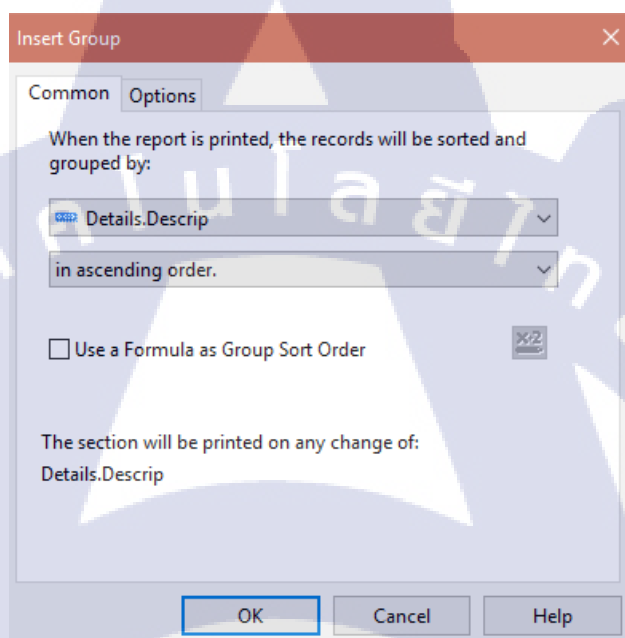 Insert Group
Common Options
When the report is printed, the records will be sorted and
grouped by:
Details.Descrip
in ascending order.
Use a Formula as Group Sort Order
X-2
The section will be printed on any change of:
Details.Descrip
OK Cancel Help